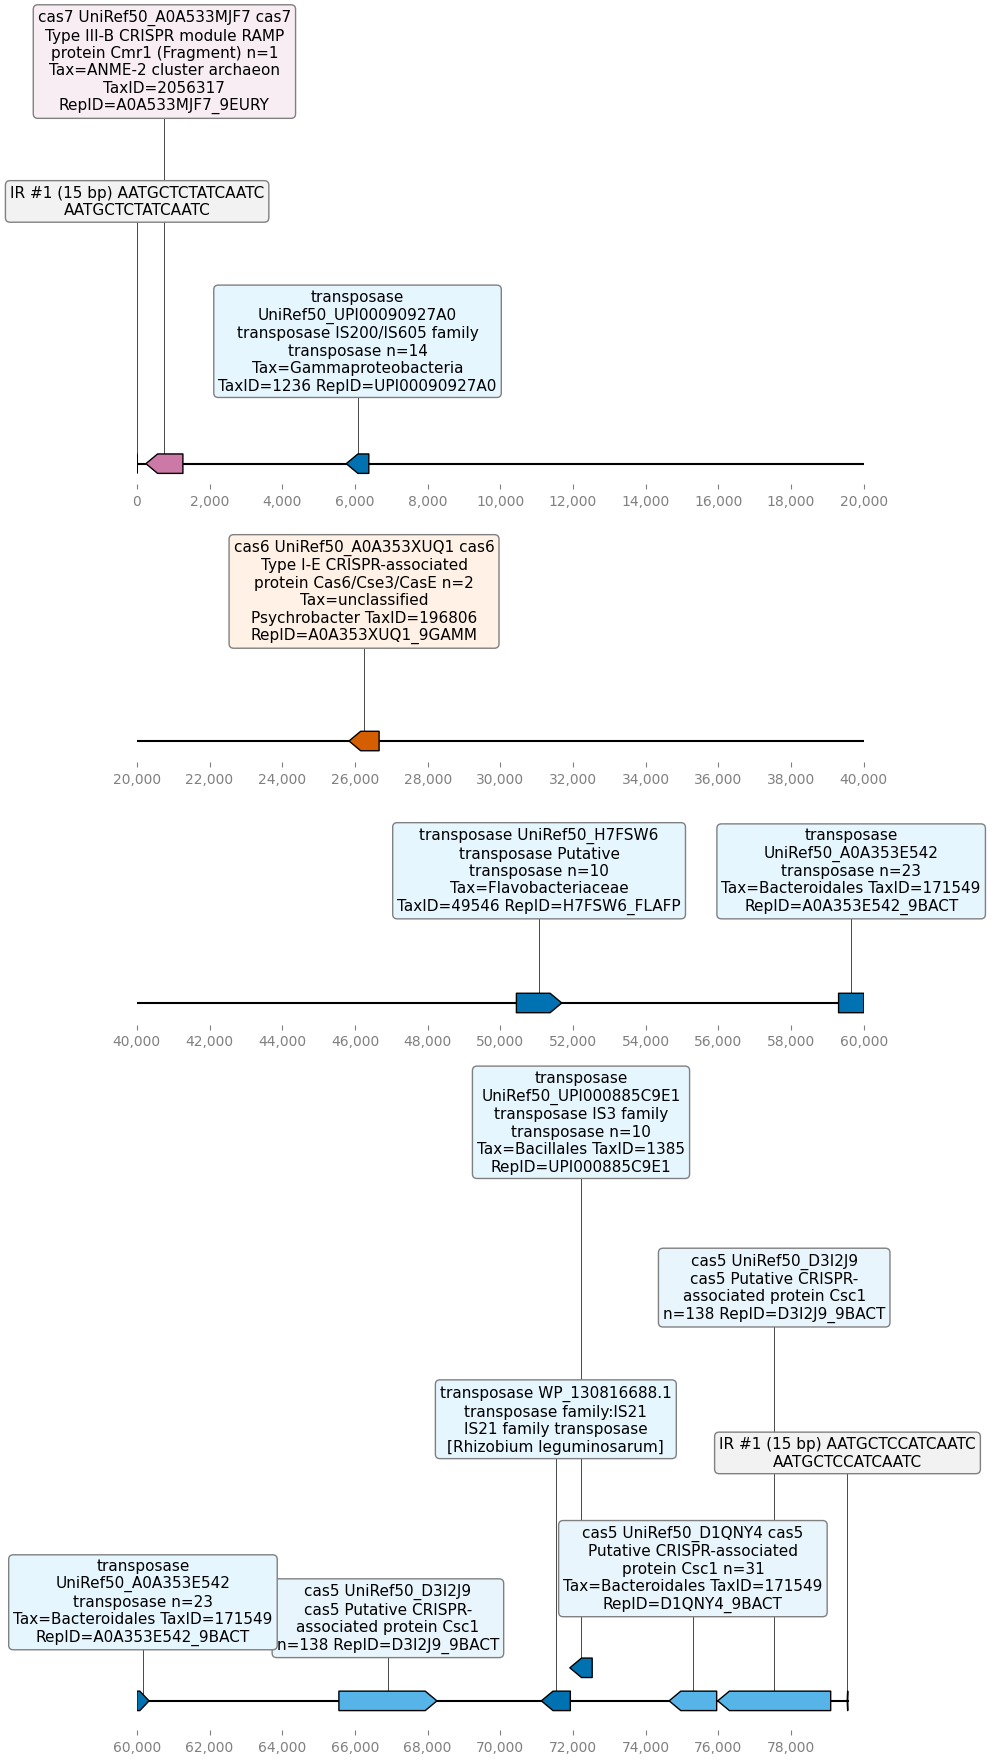 cas7 UniRef50_A0A533MJF7 cas7
Type III-B CRISPR module RAMP
protein Cmr1 (Fragment) n=1
Tax=ANME-2 cluster archaeon
TaxID=2056317
RepID=A0A533MJF7_9EURY
IR #1 (15 bp) AATGCTCTATCAATC
AATGCTCTATCAATC
transposase
UniRef50_UPI00090927A0
transposase IS200/IS605 family
transposase n=14
Tax=Gammaproteobacteria
TaxID=1236 RepID=UPI00090927A0
0 2,000 4,000 6,000 8,000 10,000 12,000 14,000 16,000 18,000 20,000
cas6 UniRef50_A0A353XUQ1 cas6
Type I-E CRISPR-associated
protein Cas6/Cse3/CasE n=2
Tax=unclassified
Psychrobacter TaxID=196806
RepID=A0A353XUQ1_9GAMM
20,000 22,000 24,000 26,000 28,000 30,000 32,000 34,000 36,000 38,000 40,000
transposase UniRef50_H7FSW6
transposase Putative
transposase n=10
Tax=Flavobacteriaceae
TaxID=49546 RepID=H7FSW6_FLAFP
transposase
UniRef50_A0A353E542
transposase n=23
Tax=Bacteroidales TaxID=171549
RepID=A0A353E542_9BACT
40,000 42,000 44,000 46,000 48,000 50,000 52,000 54,000 56,000 58,000 60,000
transposase
UniRef50_UPI000885C9E1
transposase IS3 family
transposase n=10
Tax=Bacillales TaxID=1385
RepID=UPI000885C9E1
cas5 UniRef50_D3I2J9
cas5 Putative CRISPR-
associated protein Csc1
n=138 RepID=D3I2J9_9BACT
transposase WP_130816688.1
transposase family:IS21
IS21 family transposase
[Rhizobium leguminosarum]
IR #1 (15 bp) AATGCTCCATCAATC
AATGCTCCATCAATC
cas5 UniRef50_D1QNY4 cas5
Putative CRISPR-associated
protein Csc1 n=31
Tax=Bacteroidales TaxID=171549
RepID=D1QNY4_9BACT
transposase
UniRef50_A0A353E542
transposase n=23
Tax=Bacteroidales TaxID=171549
RepID=A0A353E542_9BACT
cas5 UniRef50_D3I2J9
cas5 Putative CRISPR-
associated protein Csc1
n=138 RepID=D3I2J9_9BACT
60,000 62,000 64,000 66,000 68,000 70,000 72,000 74,000 76,000 78,000